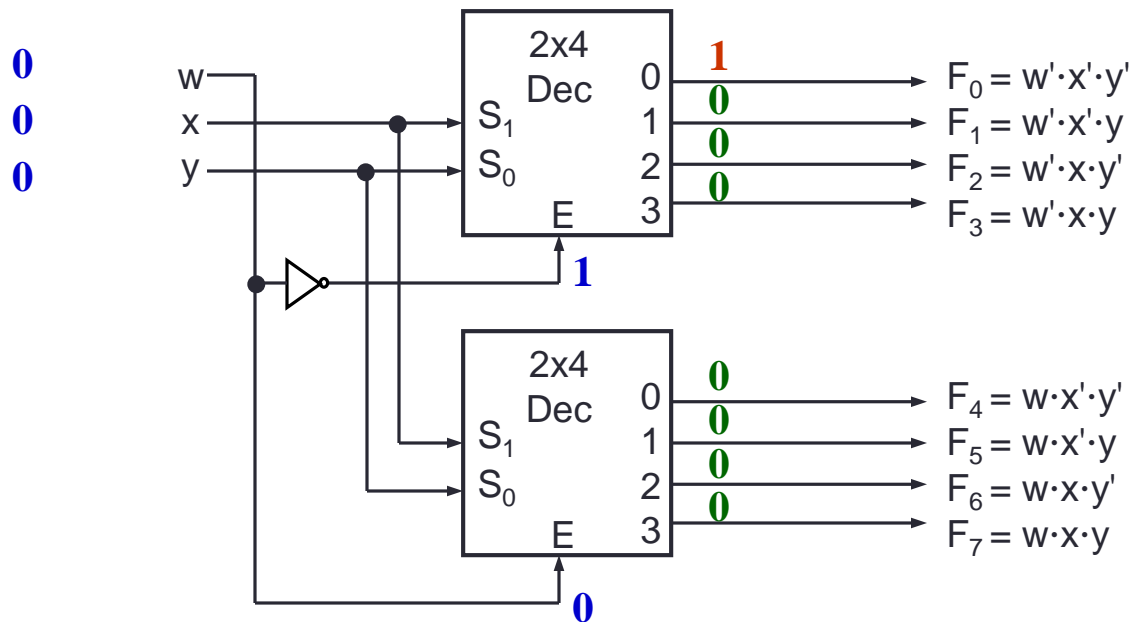 0
0
0
w
x
y
2x4
Dec
S₁
S₀
E
0
1
2
3
1
0
0
0
1
F₀ = w'·x'·y'
F₁ = w'·x'·y
F₂ = w'·x·y'
F₃ = w'·x·y
2x4
Dec
S₁
S₀
E
0
1
2
3
0
0
0
0
0
F₄ = w·x'·y'
F₅ = w·x'·y
F₆ = w·x·y'
F₇ = w·x·y